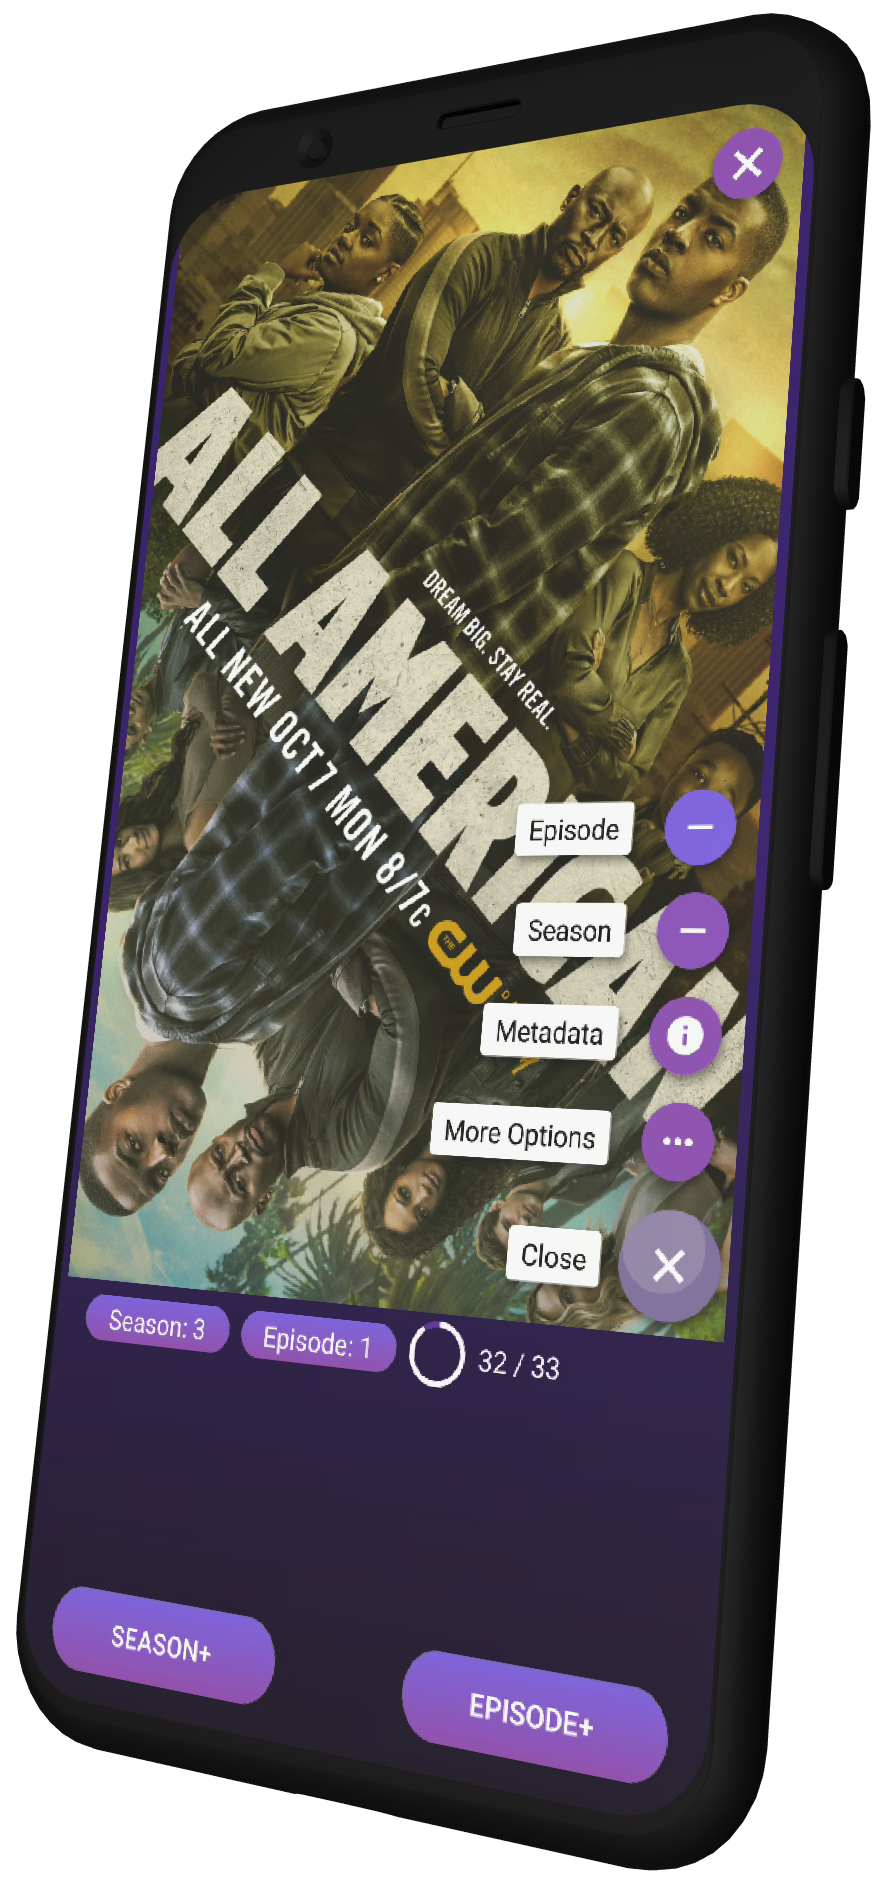 DREAM BIG. STAY REAL.
ALL AMERICAN
ALL NEW OCT 7 MON 8/7c
THE CW
Episode
Season
Metadata
More Options
Close
Season: 3
Episode: 1
32 / 33
SEASON+
EPISODE+